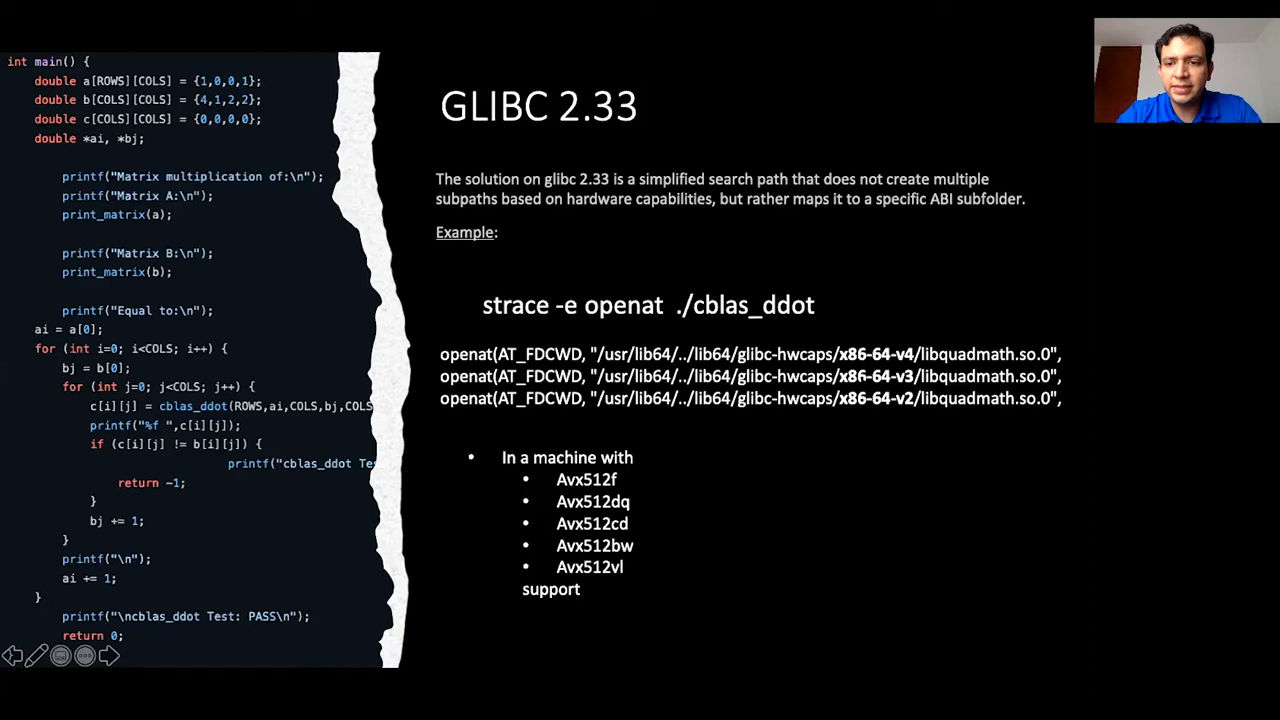 int main() {
double a[ROWS][COLS] = {1,0,0,1};
double b[COLS][COLS] = {4,1,2,2};
double c[COLS][COLS] = {0,0,0,0};
double *ai, *bj;
printf("Matrix multiplication of:\n");
printf("Matrix A:\n");
print_matrix(a);
printf("Matrix B:\n");
print_matrix(b);
printf("Equal to:\n");
ai = a[0];
for (int i=0; i<COLS; i++) {
bj = b[0];
for (int j=0; j<COLS; j++) {
c[i][j] = cblas_ddot(ROWS,ai,COLS,bj,COLS
printf("%f ",c[i][j]);
if (c[i][j] != b[i][j]) {
printf("cblas_ddot Te
return -1;
}
bj += 1;
}
printf("\n");
ai += 1;
}
printf("\ncblas_ddot Test: PASS\n");
return 0;
GLIBC 2.33
The solution on glibc 2.33 is a simplified search path that does not create multiple
subpaths based on hardware capabilities, but rather maps it to a specific ABI subfolder.
Example:
strace -e openat ./cblas_ddot
openat(AT_FDCWD, "/usr/lib64/../lib64/glibc-hwcaps/x86-64-v4/libquadmath.so.0",
openat(AT_FDCWD, "/usr/lib64/../lib64/glibc-hwcaps/x86-64-v3/libquadmath.so.0",
openat(AT_FDCWD, "/usr/lib64/../lib64/glibc-hwcaps/x86-64-v2/libquadmath.so.0",
• In a machine with
• Avx512f
• Avx512dq
• Avx512cd
• Avx512bw
• Avx512vl
support